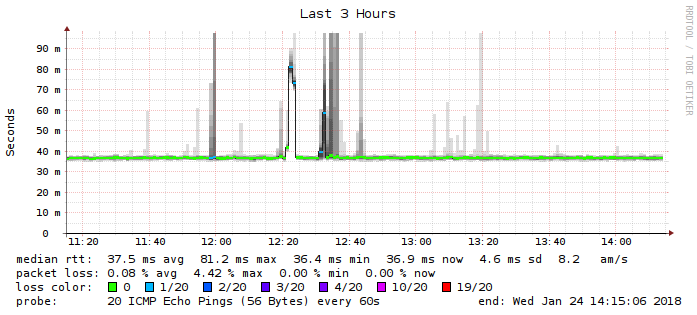 Last 3 Hours
RRDTOOL / TOBI OETIKER
Seconds
90 m
80 m
70 m
60 m
50 m
40 m
30 m
20 m
10 m
0
11:20 11:40 12:00 12:20 12:40 13:00 13:20 13:40 14:00
median rtt: 37.5 ms avg 81.2 ms max 36.4 ms min 36.9 ms now 4.6 ms sd 8.2 am/s
packet loss: 0.08 % avg 4.42 % max 0.00 % min 0.00 % now
loss color: 0 1/20 2/20 3/20 4/20 10/20 19/20
probe: 20 ICMP Echo Pings (56 Bytes) every 60s end: Wed Jan 24 14:15:06 2018